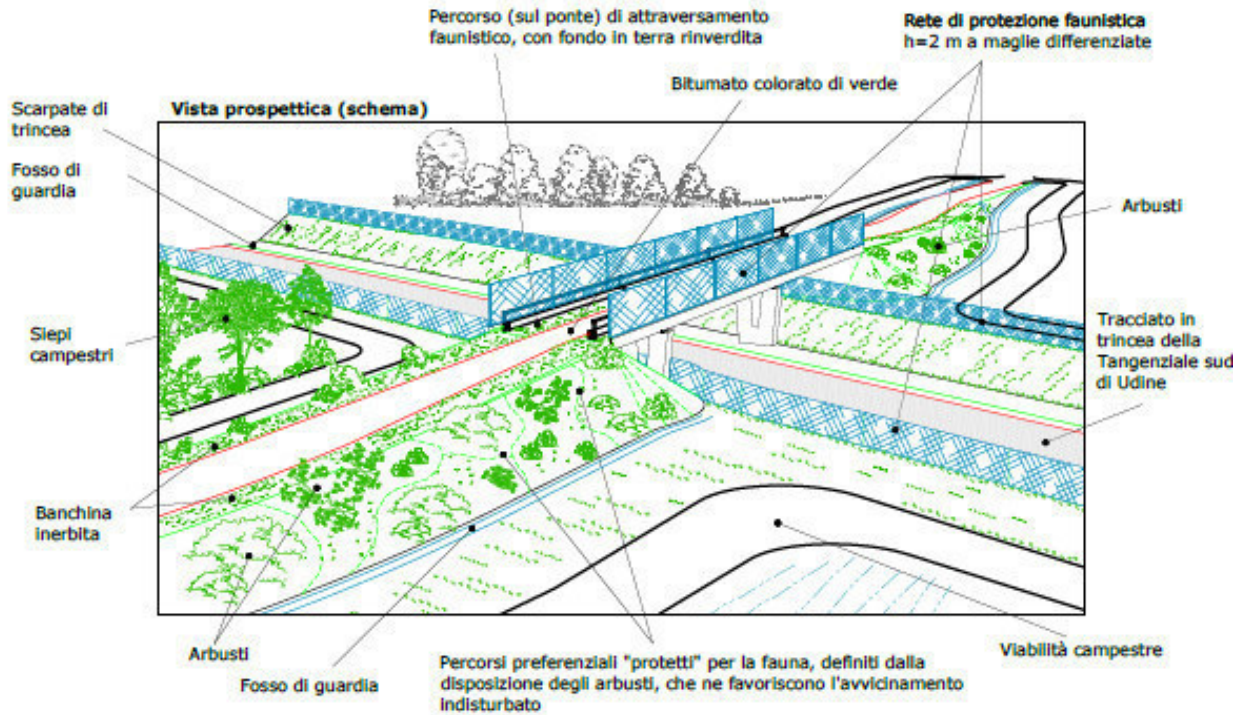 Percorso (sul ponte) di attraversamento
faunistico, con fondo in terra rinverdita
Rete di protezione faunistica
h=2 m a maglie differenziate
Bitumato colorato di verde
Vista prospettica (schema)
Scarpate di
trincea
Fosso di
guardia
Arbusti
Siepi
campestri
Tracciato in
trincea della
Tangenziale sud
di Udine
Banchina
inerbita
Arbusti
Fosso di guardia
Percorsi preferenziali "protetti" per la fauna, definiti dalla
disposizione degli arbusti, che ne favoriscono l'avvicinamento
indisturbato
Viabilità campestre